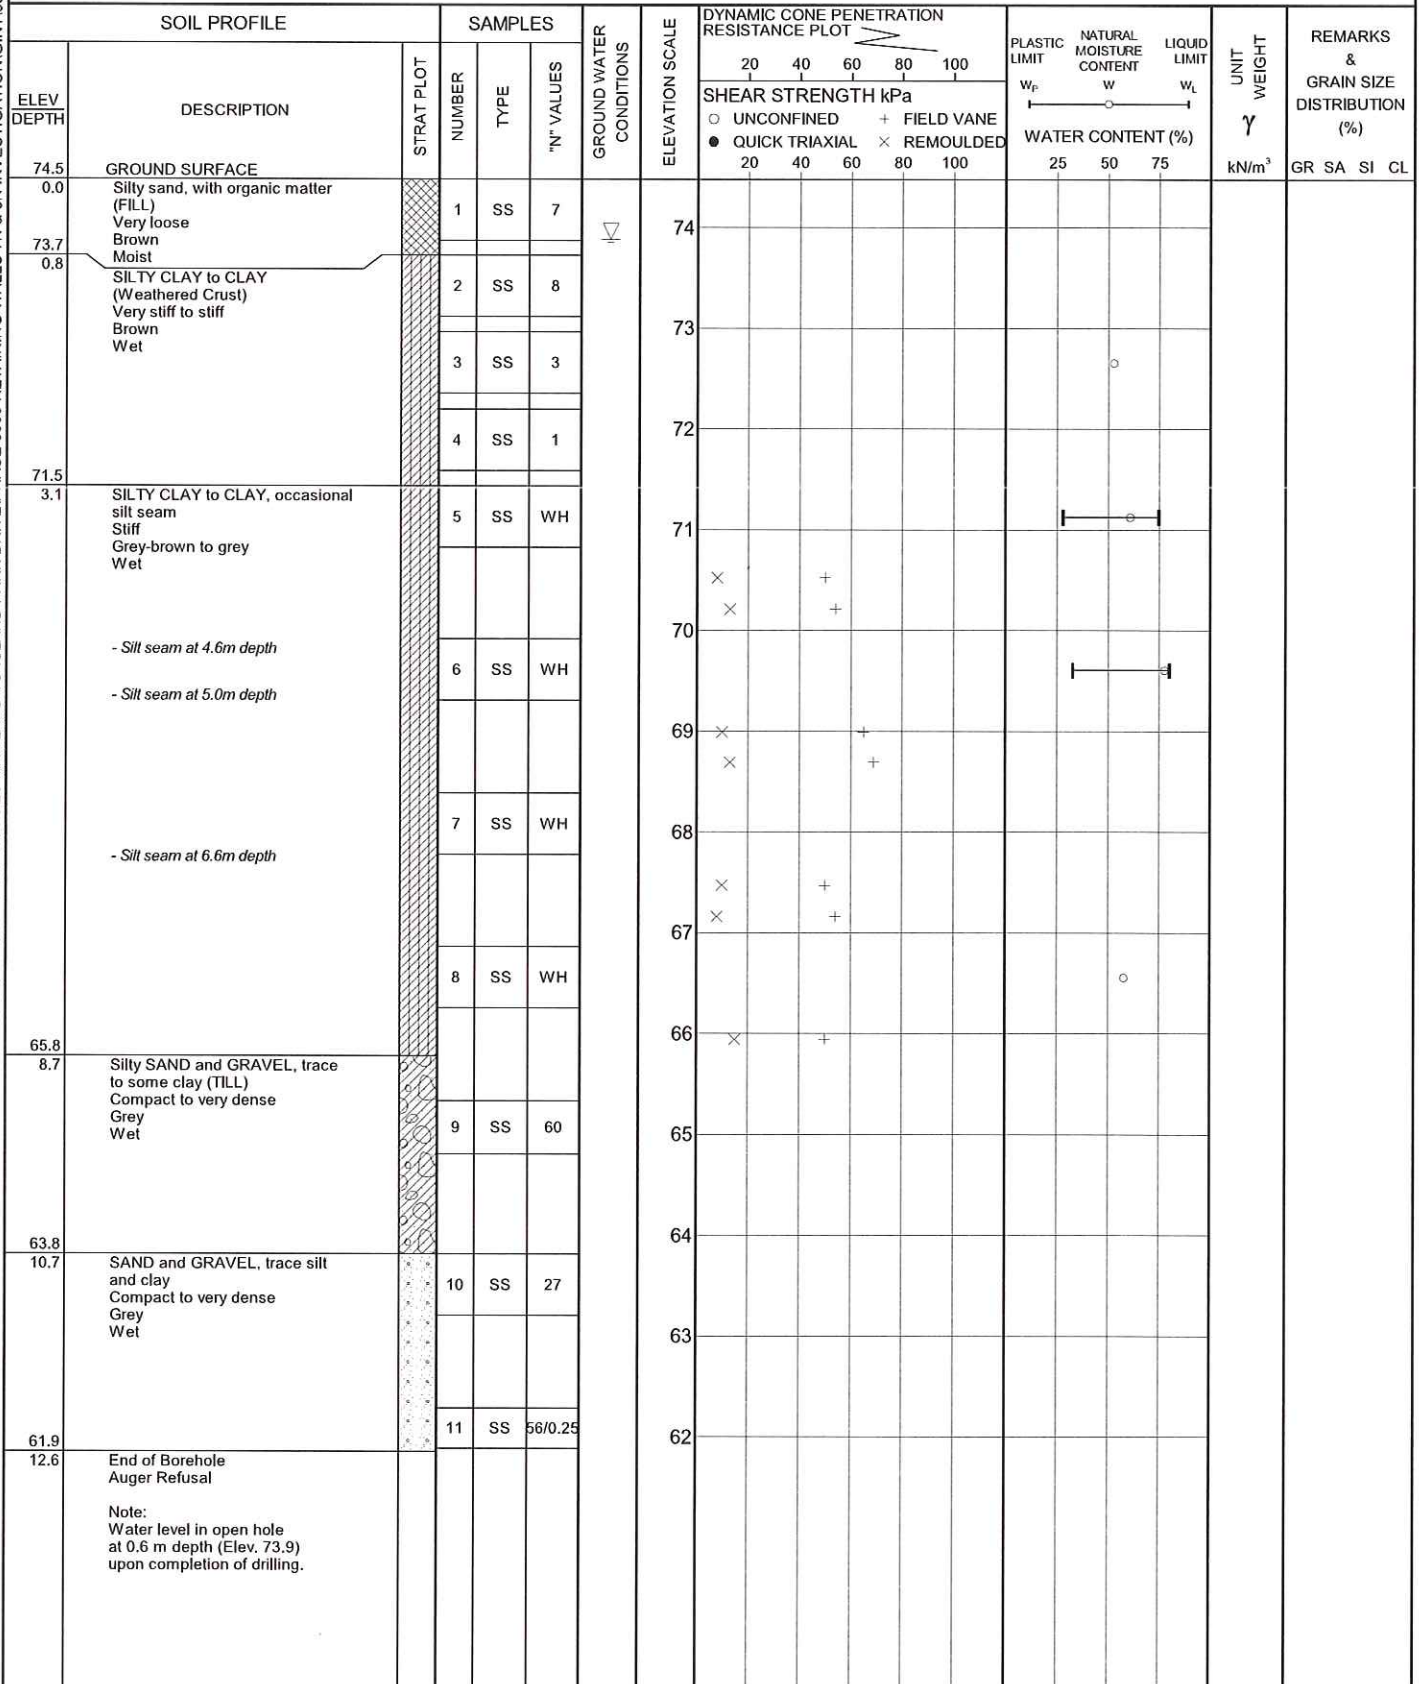 SOIL PROFILE
SAMPLES
GROUND WATER
CONDITIONS
ELEVATION SCALE
DYNAMIC CONE PENETRATION
RESISTANCE PLOT
20 40 60 80 100
SHEAR STRENGTH kPa
○ UNCONFINED + FIELD VANE
● QUICK TRIAXIAL × REMOULDED
20 40 60 80 100
PLASTIC
LIMIT
NATURAL
MOISTURE
CONTENT
LIQUID
LIMIT
WP W WL
WATER CONTENT (%)
25 50 75
UNIT
WEIGHT
γ
kN/m³
REMARKS
&
GRAIN SIZE
DISTRIBUTION
(%)
GR SA SI CL
ELEV
DEPTH
DESCRIPTION
STRAT PLOT
NUMBER
TYPE
"N" VALUES
74.5 GROUND SURFACE
0.0 Silty sand, with organic matter
(FILL)
Very loose
Brown
Moist
1 SS 7
73.7
0.8 SILTY CLAY to CLAY
(Weathered Crust)
Very stiff to stiff
Brown
Wet
2 SS 8
3 SS 3
4 SS 1
71.5
3.1 SILTY CLAY to CLAY, occasional
silt seam
Stiff
Grey-brown to grey
Wet
5 SS WH
- Silt seam at 4.6m depth
6 SS WH
- Silt seam at 5.0m depth
7 SS WH
- Silt seam at 6.6m depth
8 SS WH
65.8
8.7 Silty SAND and GRAVEL, trace
to some clay (TILL)
Compact to very dense
Grey
Wet
9 SS 60
63.8
10.7 SAND and GRAVEL, trace silt
and clay
Compact to very dense
Grey
Wet
10 SS 27
11 SS 56/0.25
61.9
12.6 End of Borehole
Auger Refusal
Note:
Water level in open hole
at 0.6 m depth (Elev. 73.9)
upon completion of drilling.
74
73
72
71
70
69
68
67
66
65
64
63
62